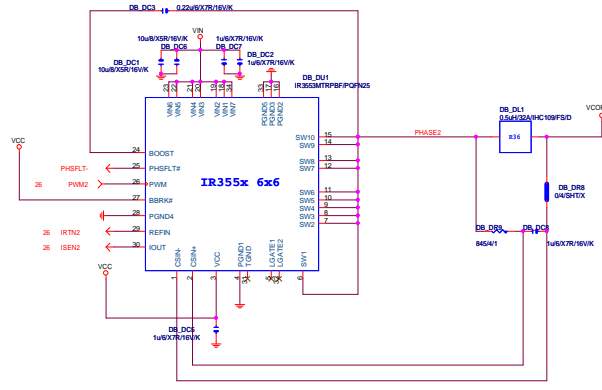 DB_DC3 0.22u/6/X7R/16V/K
VIN
10u/8/X5R/16V/K 1u/6/X7R/16V/K
DB_DC6 DB_DC7
DB_DC1 DB_DC2
10u/8/X5R/16V/K 1u/6/X7R/16V/K
DB_DU1
IR3553MTRPBF/PQFN25
23 22 21 20 19 18 34 33 17 16
VIN6 VIN5 VIN4 VIN3 VIN2 VIN1 VIN7 PGND5 PGND3 PGND2
DB_DL1
0.5uH/32A/IHC109/FS/D
R36
VCORE
PHASE2
VCC
24 BOOST
PHSFLT- 25 PHSFLT#
26 PWM2 26 PWM
27 BBRK#
28 PGND4
26 IRTN2 29 REFIN
26 ISEN2 30 IOUT
IR355x 6x6
SW10 15
SW9 14
SW8 13
SW7 12
SW6 11
SW5 10
SW4 9
SW3 8
SW2 7
DB_DR8
0/4/SHT/X
DB_DR9 DB_DC8
845/4/1 1u/6/X7R/16V/K
CSIN- CSIN+ VCC PGND1 TGND LGATE1 LGATE2 SW1
1 2 3 4 31 5 32 6
VCC
DB_DC5
1u/6/X7R/16V/K